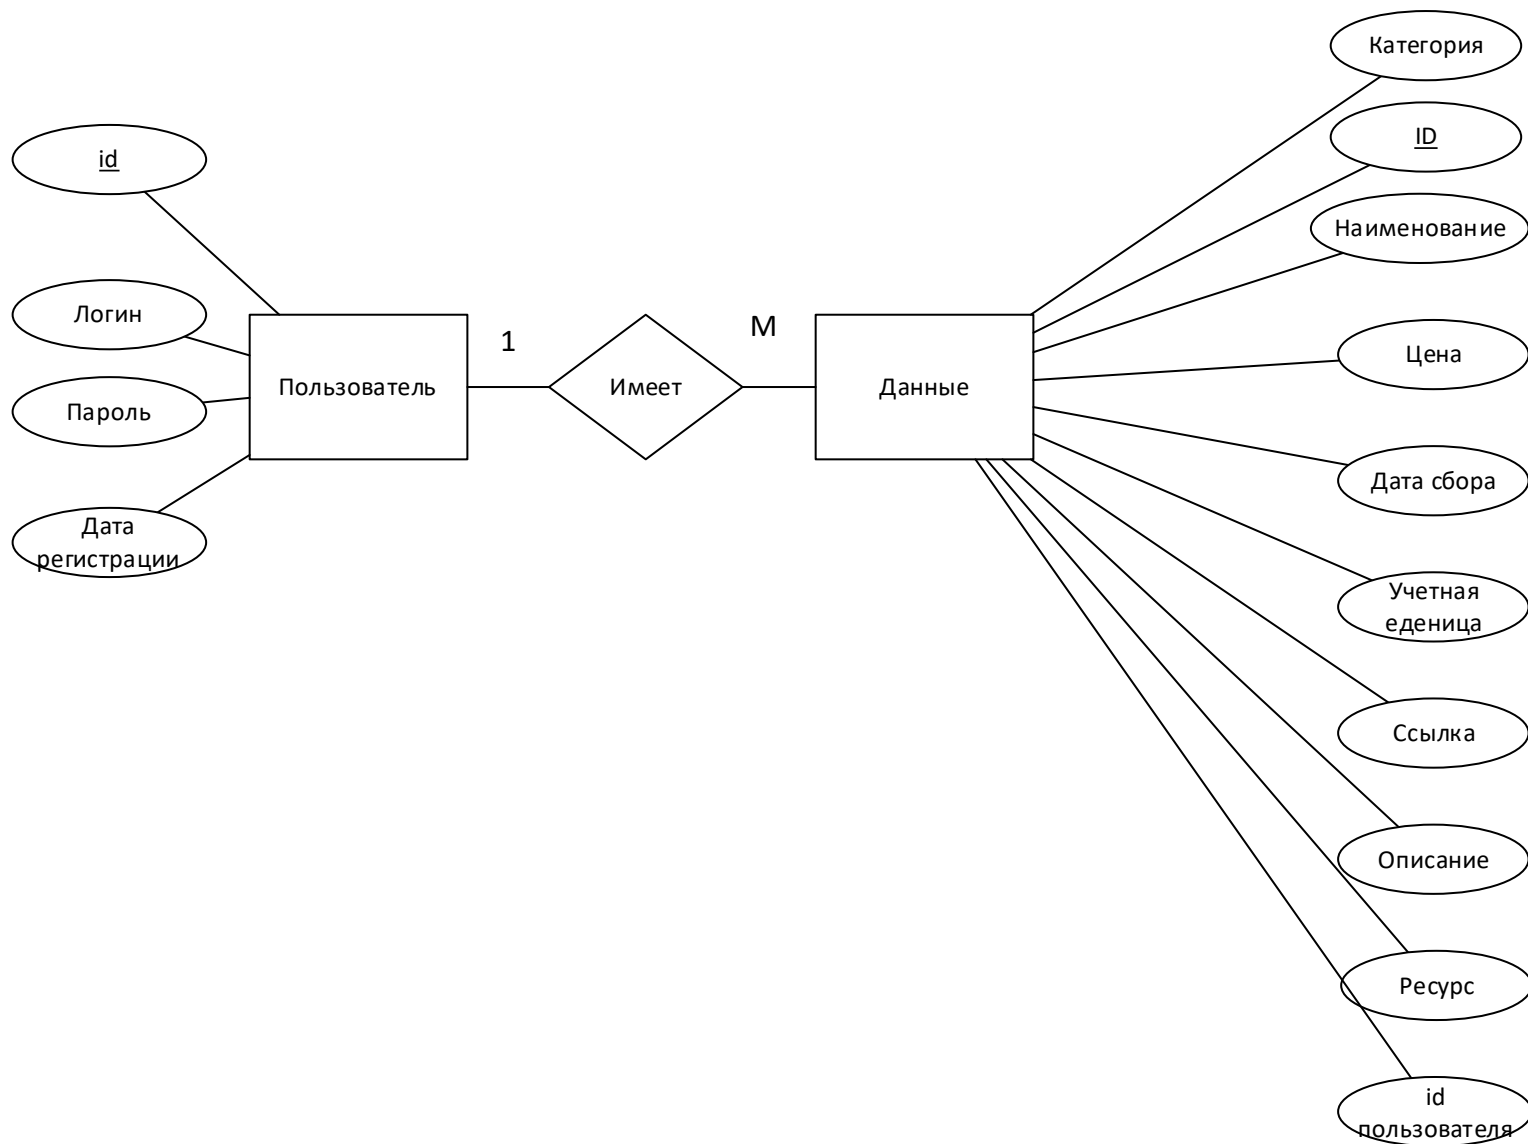 Категория
ID
id
Наименование
Логин
1
М
Цена
Пользователь
Имеет
Данные
Пароль
Дата сбора
Дата
регистрации
Учетная
еденица
Ссылка
Описание
Ресурс
id
пользователя